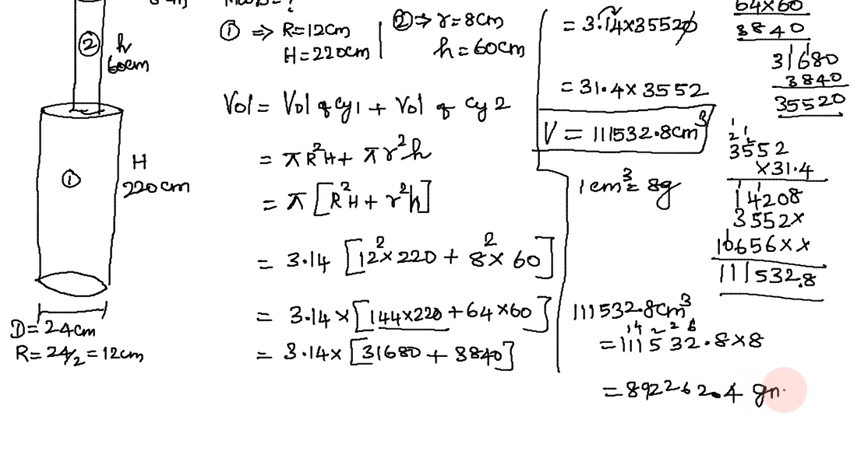 ② h
60cm
①
H
220cm
D=24cm
R=24/2=12cm
① ⇒ R=12cm
H=220cm
② ⇒ r=8cm
h=60cm
Vol = Vol of Cy1 + Vol of Cy2
= πR²H + πr²h
= π[R²H + r²h]
= 3.14 [12²×220 + 8²×60]
= 3.14×[144×220 + 64×60]
= 3.14×[31680 + 3840]
= 3.14×35520
= 31.4×3552
V = 111532.8cm³
1cm³ = 8g
111532.8cm³
= 111532.8×8
= 892262.4 gm
64×60
3840
31680
3840
35520
3552
×31.4
14208
3552×
10656××
111532.8